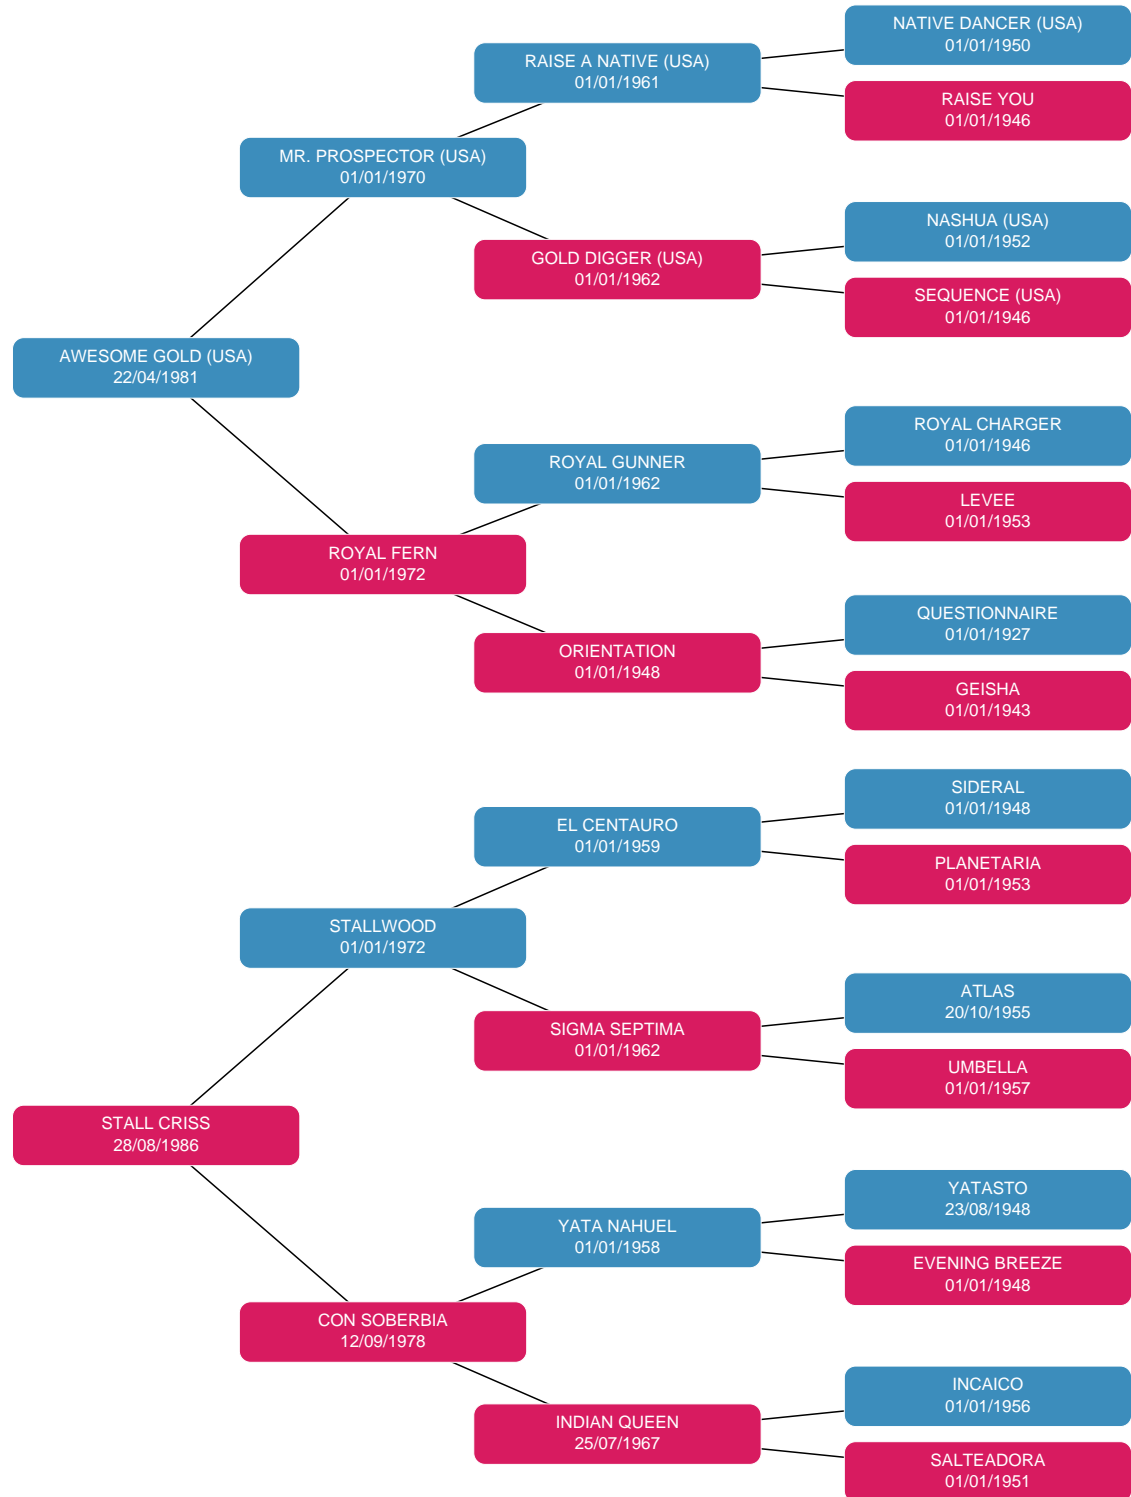 NATIVE DANCER (USA)
01/01/1950
RAISE A NATIVE (USA)
01/01/1961
RAISE YOU
01/01/1946
MR. PROSPECTOR (USA)
01/01/1970
NASHUA (USA)
01/01/1952
GOLD DIGGER (USA)
01/01/1962
SEQUENCE (USA)
01/01/1946
AWESOME GOLD (USA)
22/04/1981
ROYAL CHARGER
01/01/1946
ROYAL GUNNER
01/01/1962
LEVEE
01/01/1953
ROYAL FERN
01/01/1972
QUESTIONNAIRE
01/01/1927
ORIENTATION
01/01/1948
GEISHA
01/01/1943
SIDERAL
01/01/1948
EL CENTAURO
01/01/1959
PLANETARIA
01/01/1953
STALLWOOD
01/01/1972
ATLAS
20/10/1955
SIGMA SEPTIMA
01/01/1962
UMBELLA
01/01/1957
STALL CRISS
28/08/1986
YATASTO
23/08/1948
YATA NAHUEL
01/01/1958
EVENING BREEZE
01/01/1948
CON SOBERBIA
12/09/1978
INCAICO
01/01/1956
INDIAN QUEEN
25/07/1967
SALTEADORA
01/01/1951